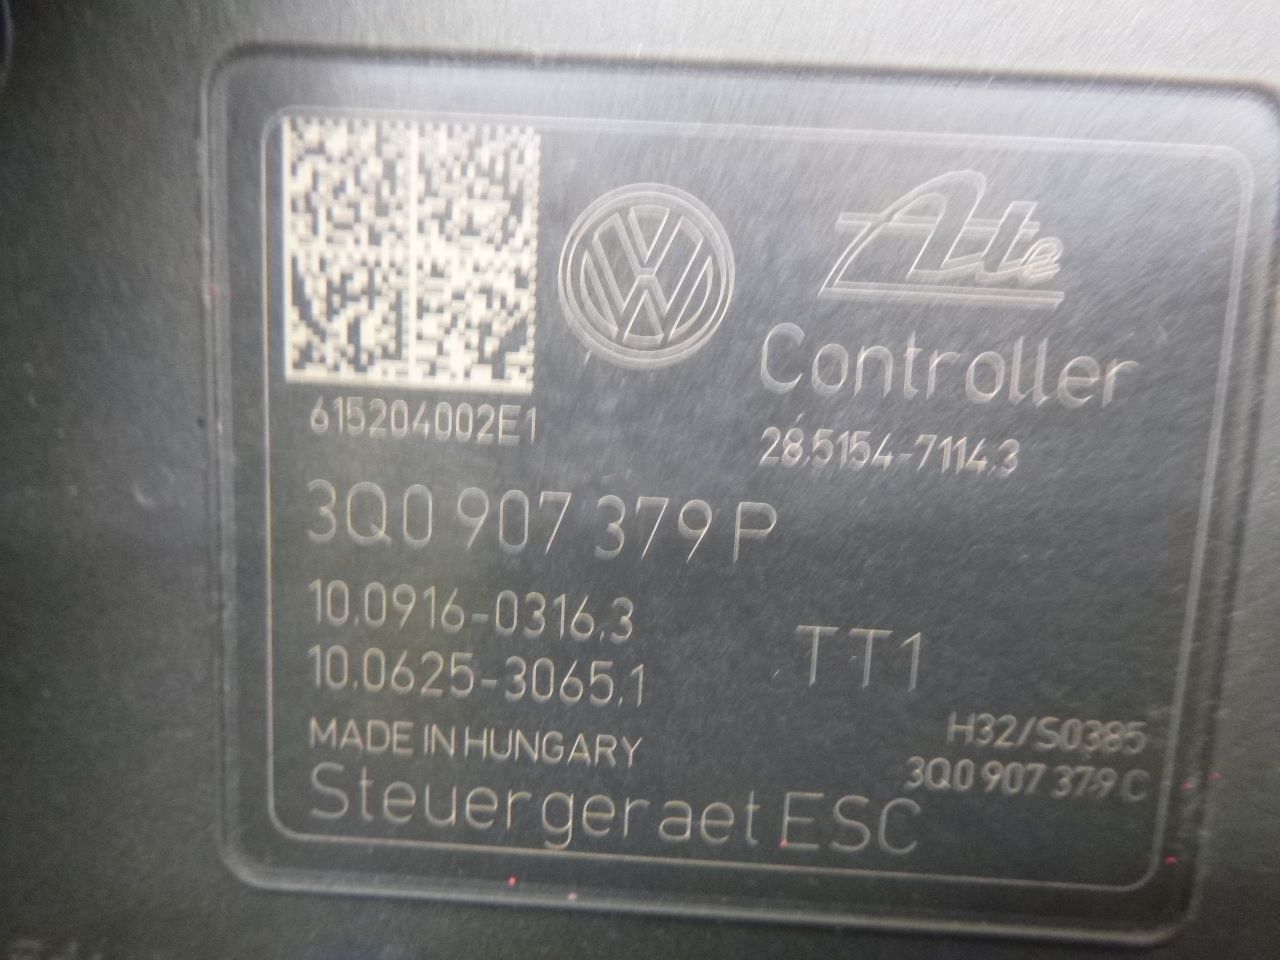 Ate
Controller
615204002E1
28.5154-7114.3
3Q0 907 379 P
10.0916-0316.3
TT1
10.0625-3065.1
H32/S0385
MADE IN HUNGARY
3Q0 907 379 C
Steuergeraet ESC